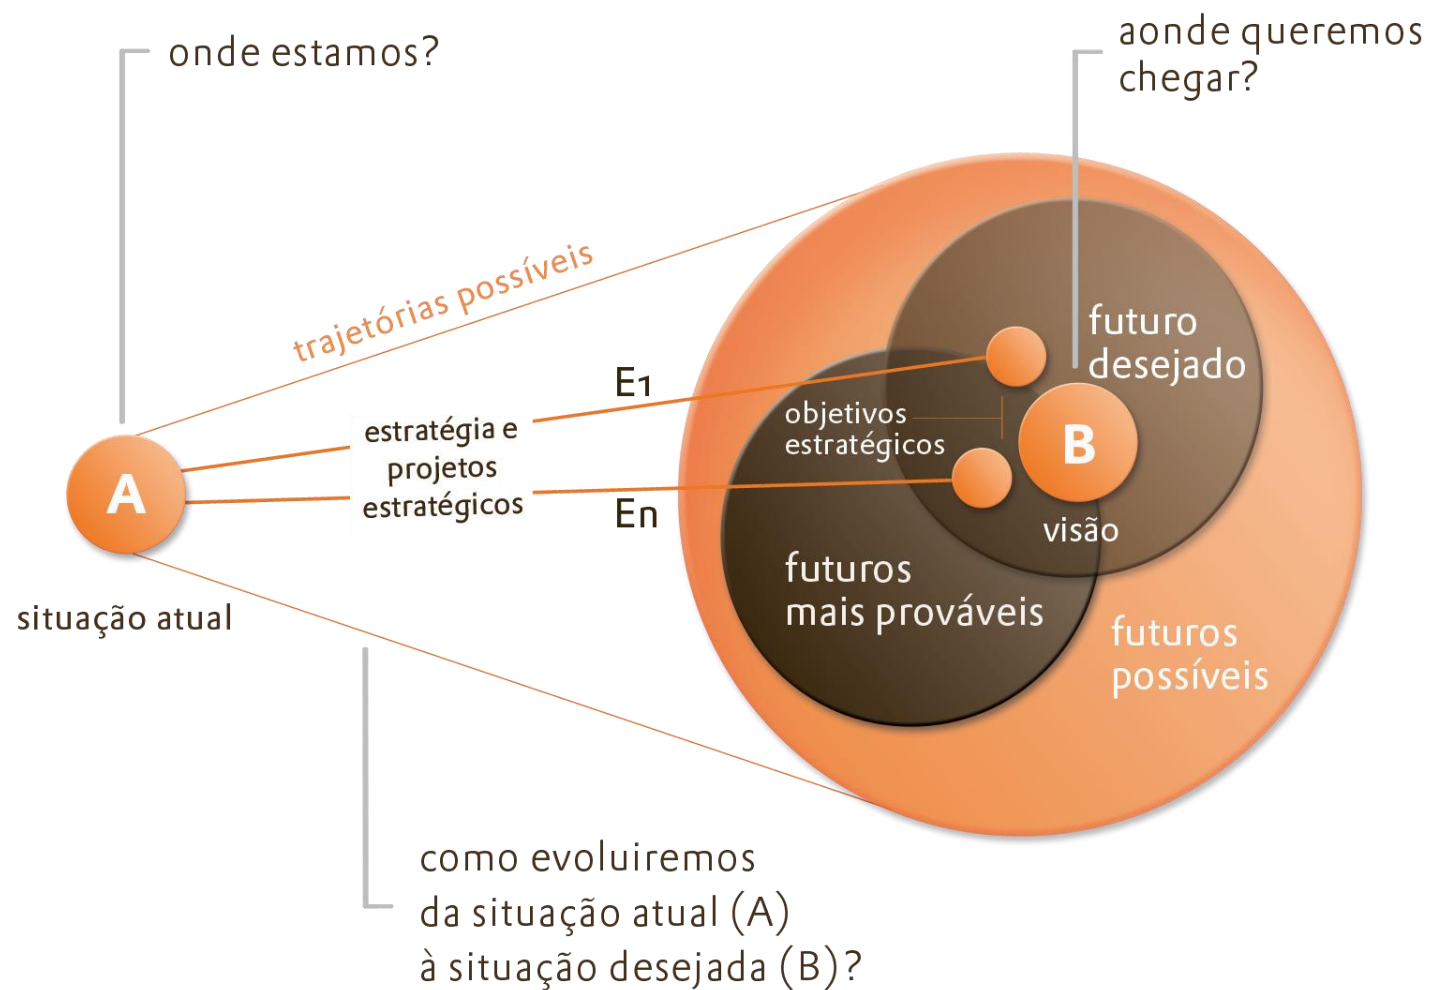 onde estamos?
aonde queremos
chegar?
trajetórias possíveis
futuro
desejado
E1
objetivos
estratégicos
estratégia e
projetos
estratégicos
B
A
En
visão
futuros
mais prováveis
situação atual
futuros
possíveis
como evoluiremos
da situação atual (A)
à situação desejada (B)?